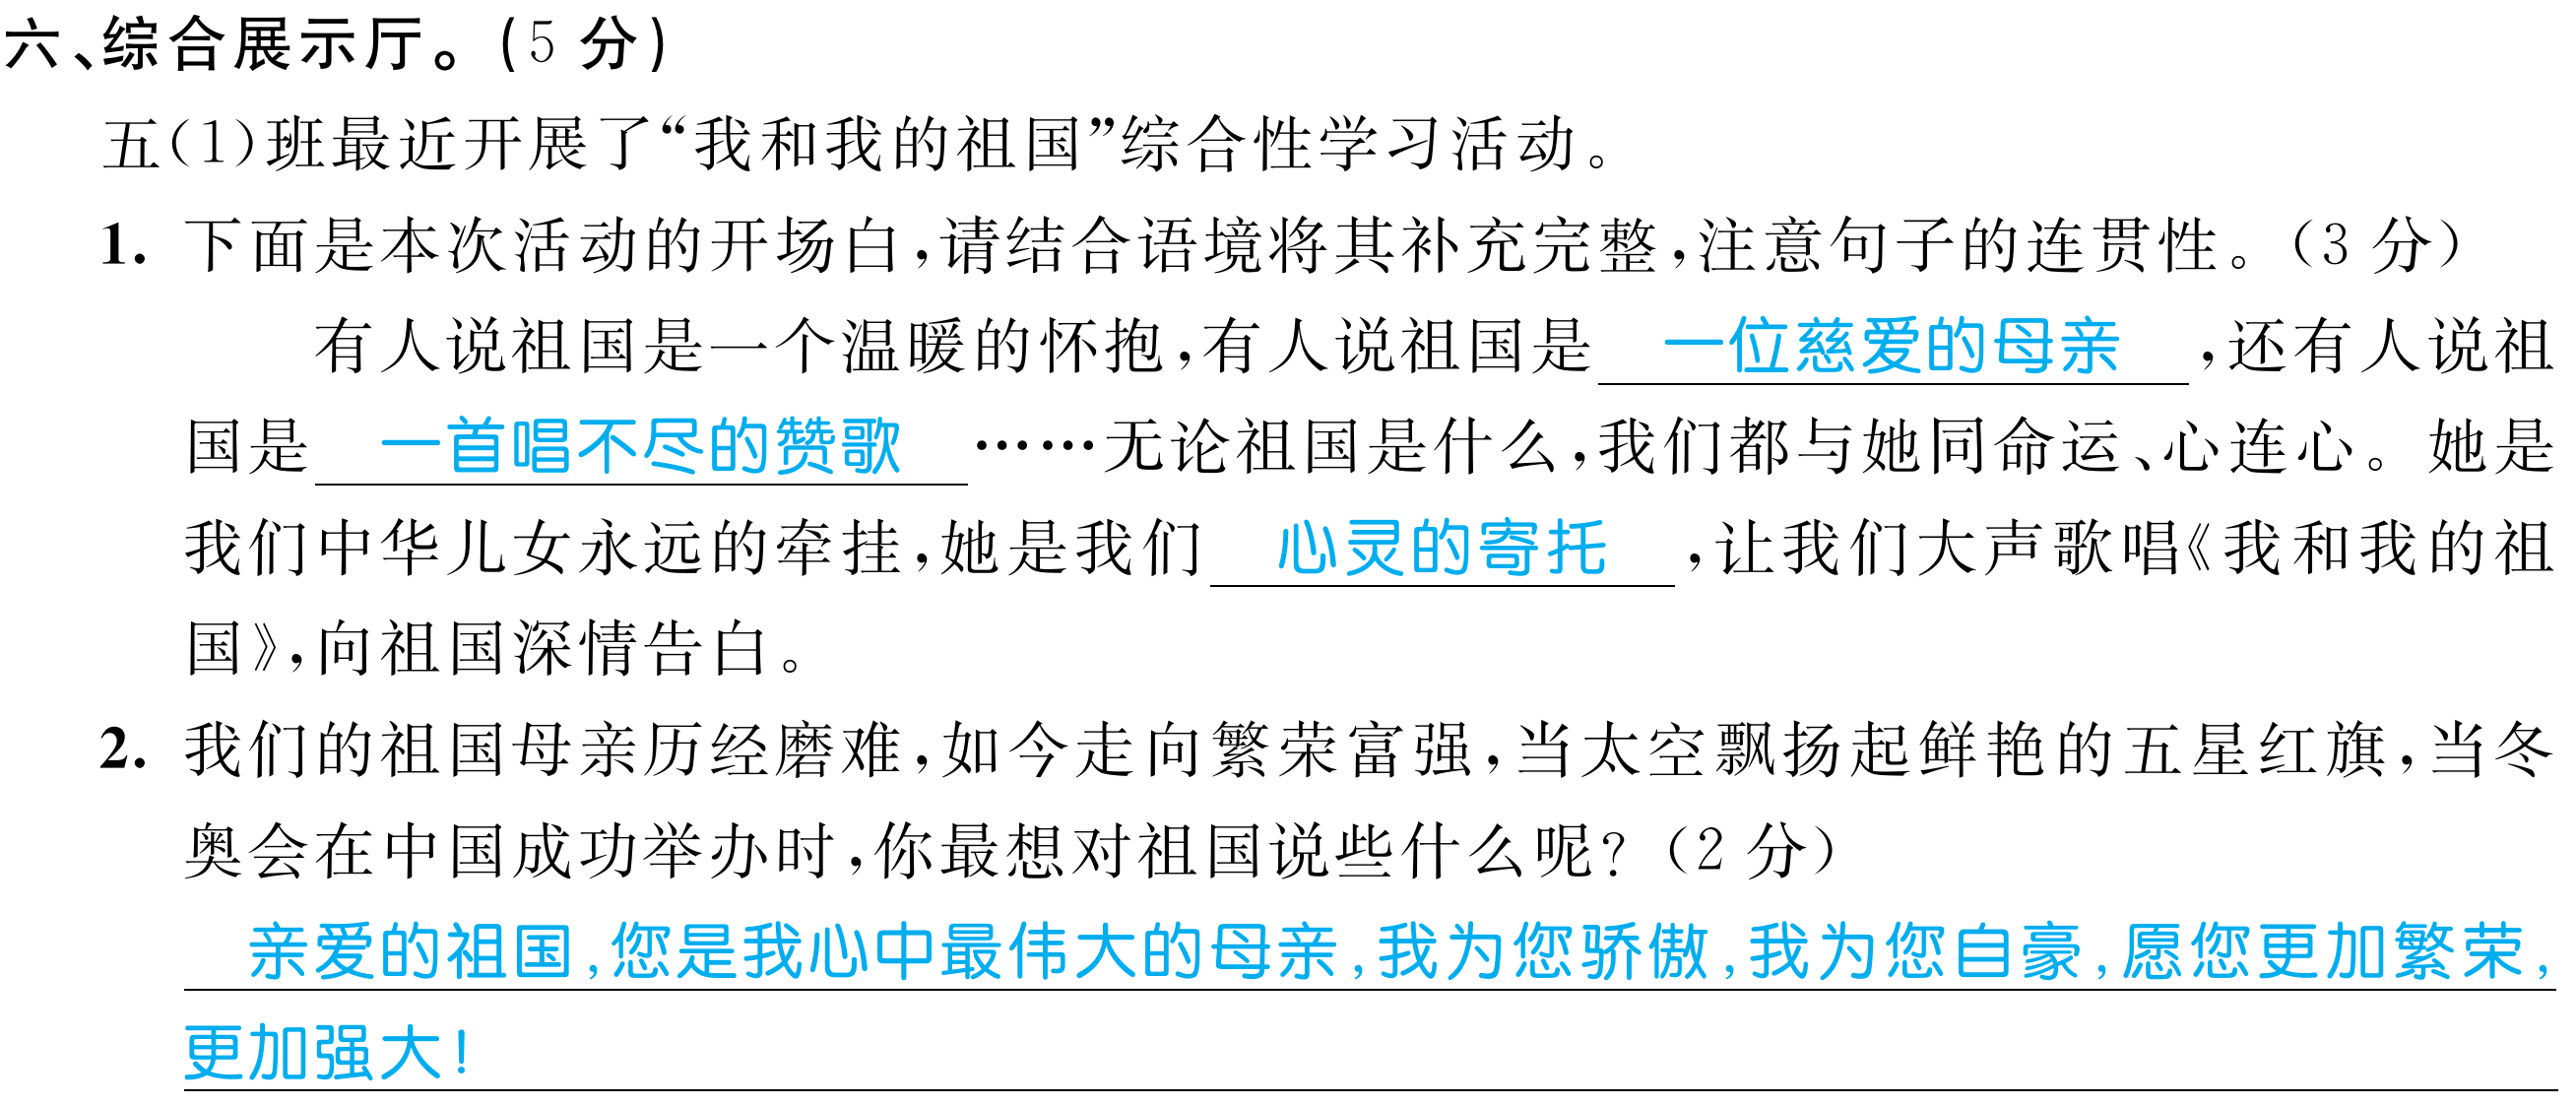 六、综合展示厅。(5 分)
五(1)班最近开展了“我和我的祖国”综合性学习活动。
1. 下面是本次活动的开场白,请结合语境将其补充完整,注意句子的连贯性。(3 分)
有人说祖国是一个温暖的怀抱,有人说祖国是 一位慈爱的母亲 ,还有人说祖
国是 一首唱不尽的赞歌 ……无论祖国是什么,我们都与她同命运、心连心。她是
我们中华儿女永远的牵挂,她是我们 心灵的寄托 ,让我们大声歌唱《我和我的祖
国》,向祖国深情告白。
2. 我们的祖国母亲历经磨难,如今走向繁荣富强,当太空飘扬起鲜艳的五星红旗,当冬
奥会在中国成功举办时,你最想对祖国说些什么呢?(2 分)
亲爱的祖国,您是我心中最伟大的母亲,我为您骄傲,我为您自豪,愿您更加繁荣,
更加强大!